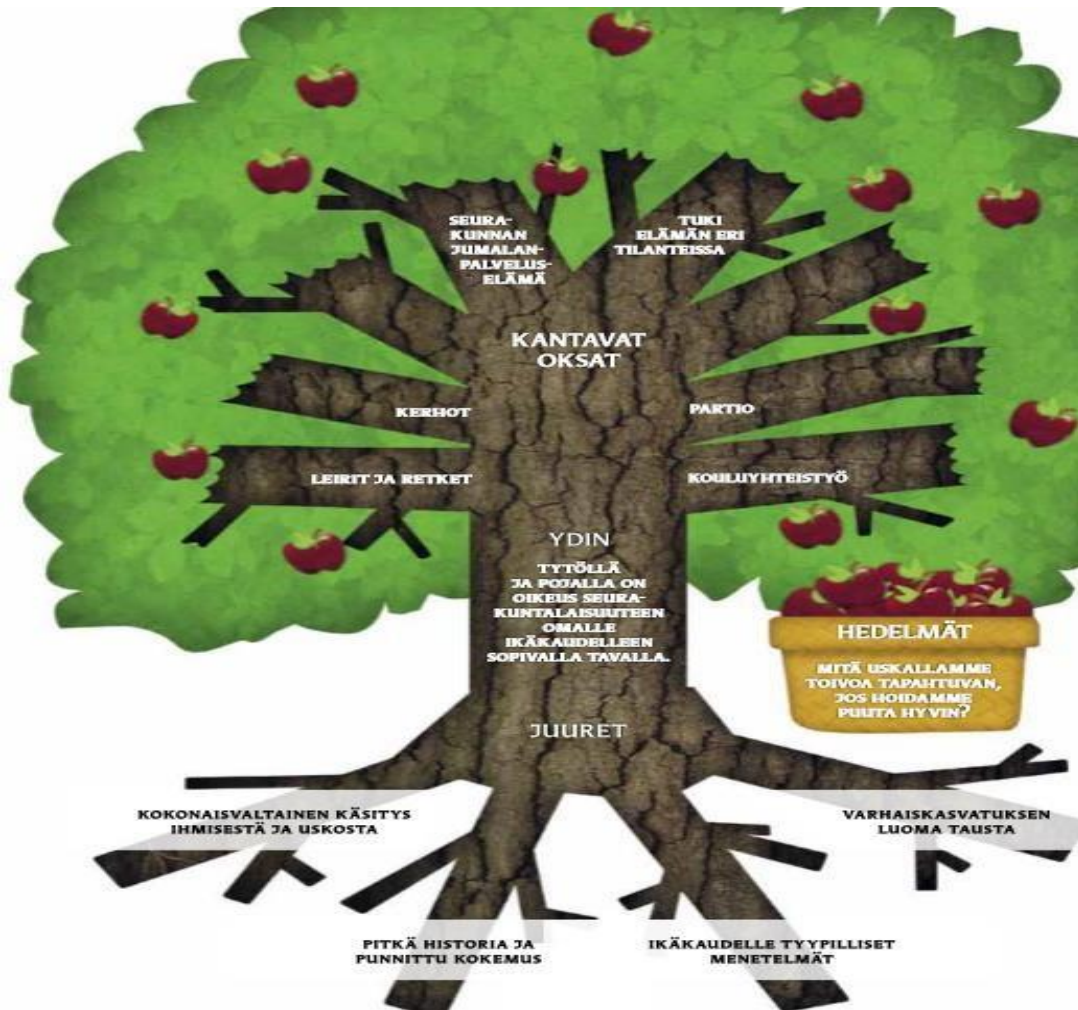 SEURA-
KUNNAN
JUMALAN-
PALVELUS-
ELÄMÄ
TUKI
ELÄMÄN ERI
TILANTEISSA
KANTAVAT
OKSAT
KERHOT
PARTIO
LEIRIT JA RETKET
KOULUYHTEISTYÖ
YDIN
TYTÖLLÄ
JA POJALLA ON
OIKEUS SEURA-
KUNTALAISUUTEEN
OMALLE
IKÄKAUDELLEEN
SOPIVALLA TAVALLA.
HEDELMÄT
MITÄ USKALLAMME
TOIVOA TAPAHTUVAN,
JOS HOIDAMME
PUUTA HYVIN?
JUURET
KOKONAISVALTAINEN KÄSITYS
IHMISESTÄ JA USKOSTA
VARHAISKASVATUKSEN
LUOMA TAUSTA
PITKÄ HISTORIA JA
PUNNITTU KOKEMUS
IKÄKAUDELLE TYYPILLISET
MENETELMÄT